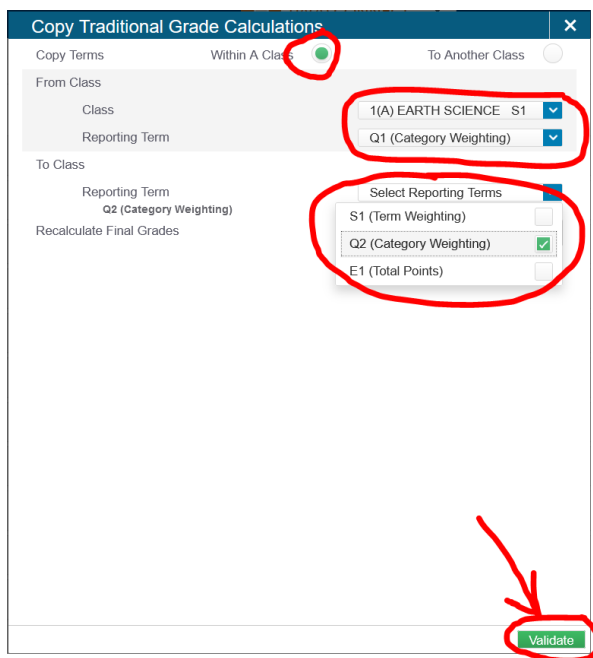 Copy Traditional Grade Calculations
Copy Terms Within A Class To Another Class
From Class
Class 1(A) EARTH SCIENCE S1
Reporting Term Q1 (Category Weighting)
To Class
Reporting Term Select Reporting Terms
Q2 (Category Weighting)
S1 (Term Weighting)
Recalculate Final Grades
Q2 (Category Weighting)
E1 (Total Points)
Validate